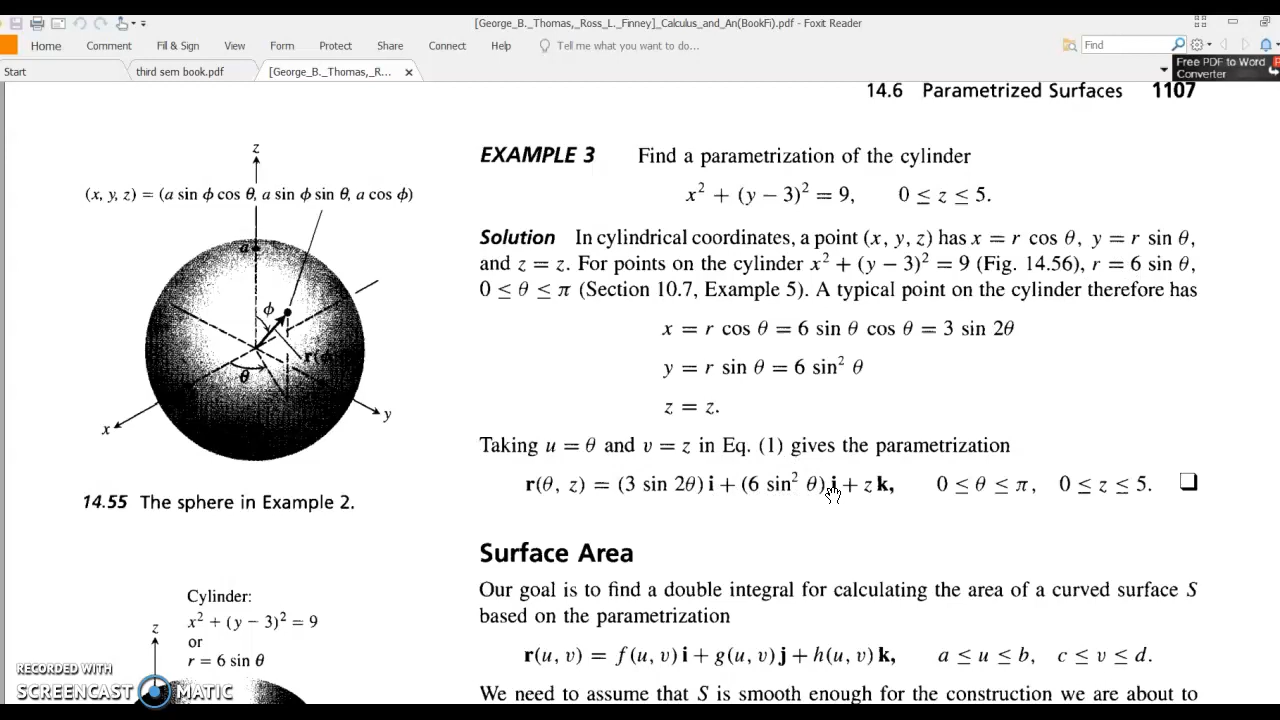 [George_B._Thomas,_Ross_L._Finney]_Calculus_and_An(BookFi).pdf - Foxit Reader
Home Comment Fill & Sign View Form Protect Share Connect Help Tell me what you want to do... Find
Free PDF to Word
Converter
Start third sem book.pdf [George_B._Thomas,_R...
14.6 Parametrized Surfaces 1107
z
(x, y, z) = (a sin ϕ cos θ, a sin ϕ sin θ, a cos ϕ)
a
ϕ
θ
x
y
14.55 The sphere in Example 2.
Cylinder:
x² + (y − 3)² = 9
or
r = 6 sin θ
z
EXAMPLE 3 Find a parametrization of the cylinder
x² + (y − 3)² = 9, 0 ≤ z ≤ 5.
Solution In cylindrical coordinates, a point (x, y, z) has x = r cos θ, y = r sin θ,
and z = z. For points on the cylinder x² + (y − 3)² = 9 (Fig. 14.56), r = 6 sin θ,
0 ≤ θ ≤ π (Section 10.7, Example 5). A typical point on the cylinder therefore has
x = r cos θ = 6 sin θ cos θ = 3 sin 2θ
y = r sin θ = 6 sin² θ
z = z.
Taking u = θ and v = z in Eq. (1) gives the parametrization
r(θ, z) = (3 sin 2θ) i + (6 sin² θ) j + z k, 0 ≤ θ ≤ π, 0 ≤ z ≤ 5.
Surface Area
Our goal is to find a double integral for calculating the area of a curved surface S
based on the parametrization
r(u, v) = f(u, v) i + g(u, v) j + h(u, v) k, a ≤ u ≤ b, c ≤ v ≤ d.
We need to assume that S is smooth enough for the construction we are about to
RECORDED WITH
SCREENCAST MATIC